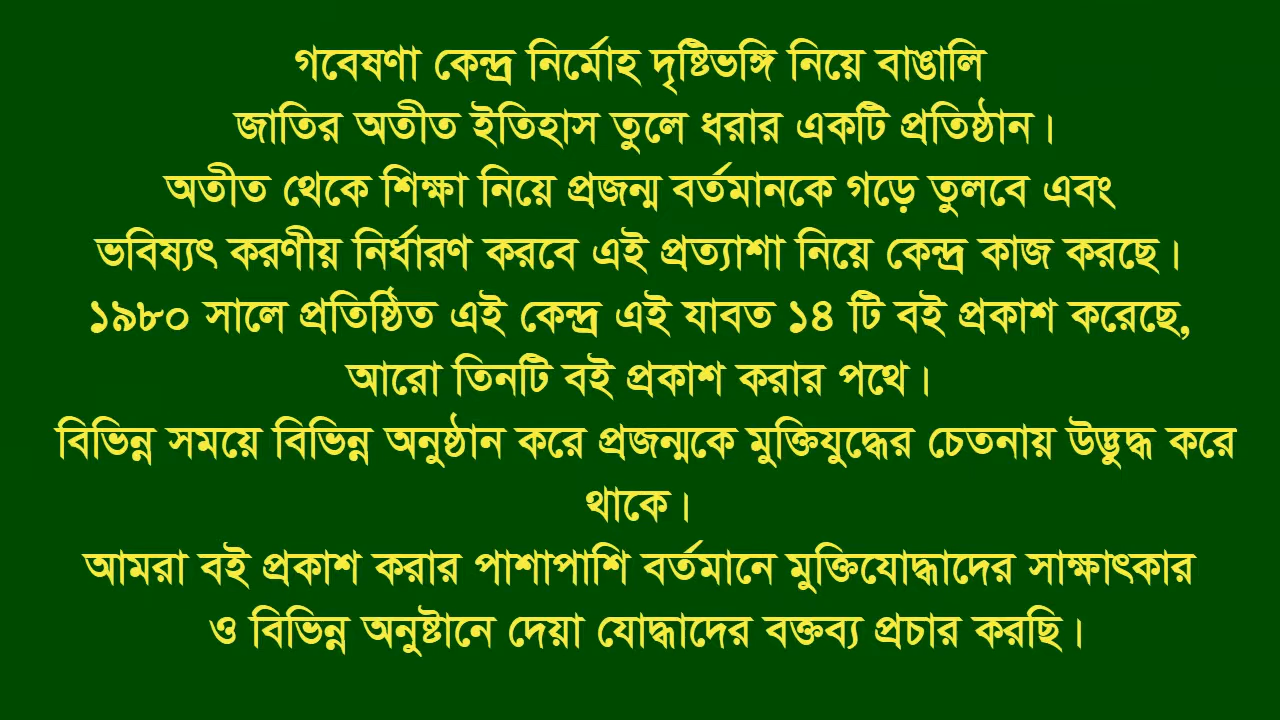 গবেষণা কেন্দ্র নির্মোহ দৃষ্টিভঙ্গি নিয়ে বাঙালি
জাতির অতীত ইতিহাস তুলে ধরার একটি প্রতিষ্ঠান।
অতীত থেকে শিক্ষা নিয়ে প্রজন্ম বর্তমানকে গড়ে তুলবে এবং
ভবিষ্যৎ করণীয় নির্ধারণ করবে এই প্রত্যাশা নিয়ে কেন্দ্র কাজ করছে।
১৯৮০ সালে প্রতিষ্ঠিত এই কেন্দ্র এই যাবত ১৪ টি বই প্রকাশ করেছে,
আরো তিনটি বই প্রকাশ করার পথে।
বিভিন্ন সময়ে বিভিন্ন অনুষ্ঠান করে প্রজন্মকে মুক্তিযুদ্ধের চেতনায় উদ্ভুদ্ধ করে
থাকে।
আমরা বই প্রকাশ করার পাশাপাশি বর্তমানে মুক্তিযোদ্ধাদের সাক্ষাৎকার
ও বিভিন্ন অনুষ্টানে দেয়া যোদ্ধাদের বক্তব্য প্রচার করছি।